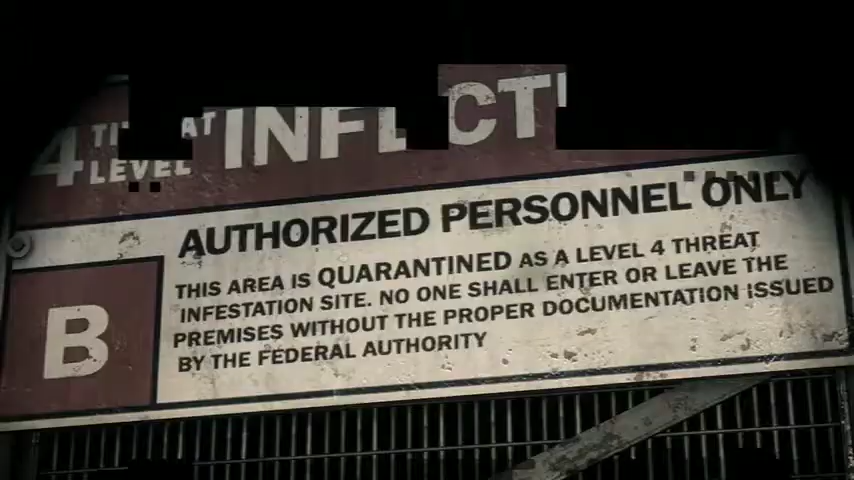 4
LEVEL
AUTHORIZED PERSONNEL ONLY
THIS AREA IS QUARANTINED AS A LEVEL 4 THREAT
INFESTATION SITE. NO ONE SHALL ENTER OR LEAVE THE
PREMISES WITHOUT THE PROPER DOCUMENTATION ISSUED
BY THE FEDERAL AUTHORITY
B